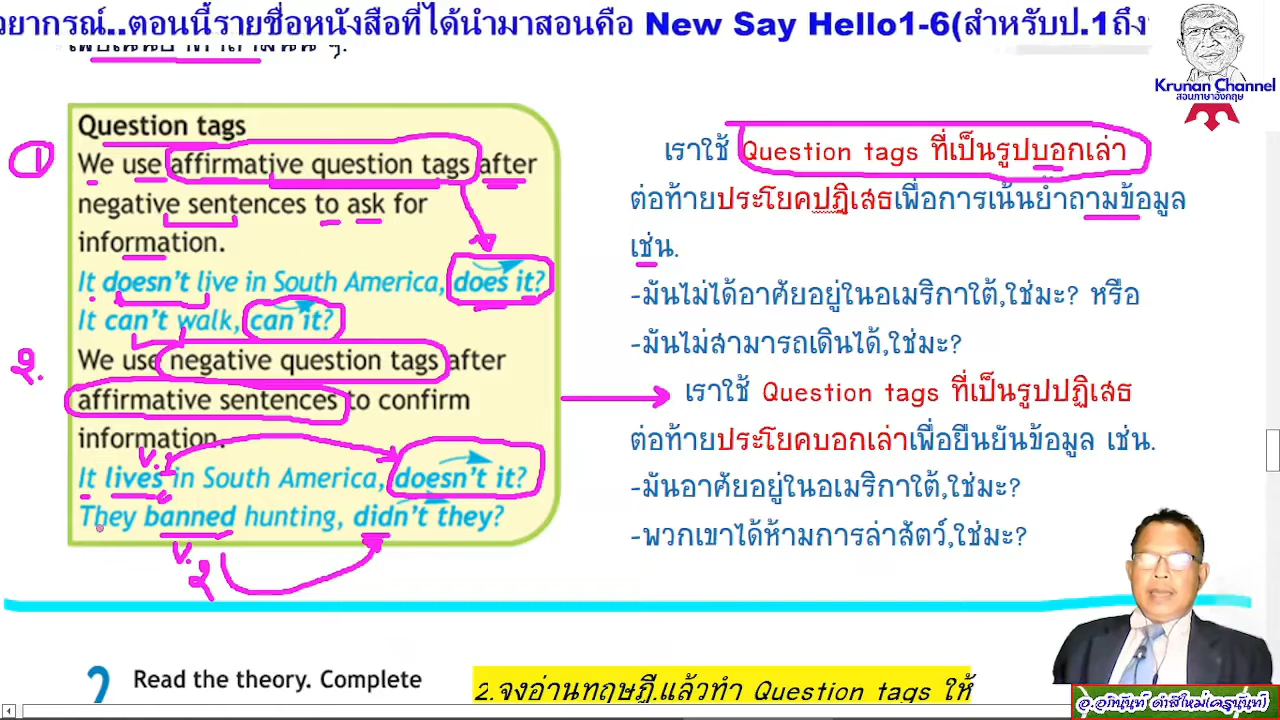 วยากรณ์..ตอนนี้รายชื่อหนังสือที่ได้นำมาสอนคือ New Say Hello1-6(สำหรับป.1ถึง
Krunan Channel
สอนภาษาอังกฤษ
Question tags
We use affirmative question tags after
negative sentences to ask for
information.
It doesn't live in South America, does it?
It can't walk, can it?
We use negative question tags after
affirmative sentences to confirm
information.
It lives in South America, doesn't it?
They banned hunting, didn't they?
1
2.
V.
V.2
เราใช้ Question tags ที่เป็นรูปบอกเล่า
ต่อท้ายประโยคปฎิเสธเพื่อการเน้นย้ำถามข้อมูล
เช่น.
-มันไม่ได้อาศัยอยู่ในอเมริกาใต้,ใช่มะ? หรือ
-มันไม่สามารถเดินได้,ใช่มะ?
เราใช้ Question tags ที่เป็นรูปปฏิเสธ
ต่อท้ายประโยคบอกเล่าเพื่อยืนยันข้อมูล เช่น.
-มันอาศัยอยู่ในอเมริกาใต้,ใช่มะ?
-พวกเขาได้ห้ามการล่าสัตว์,ใช่มะ?
2 Read the theory. Complete
2.จงอ่านทฤษฎี.แล้วทำ Question tags ให้